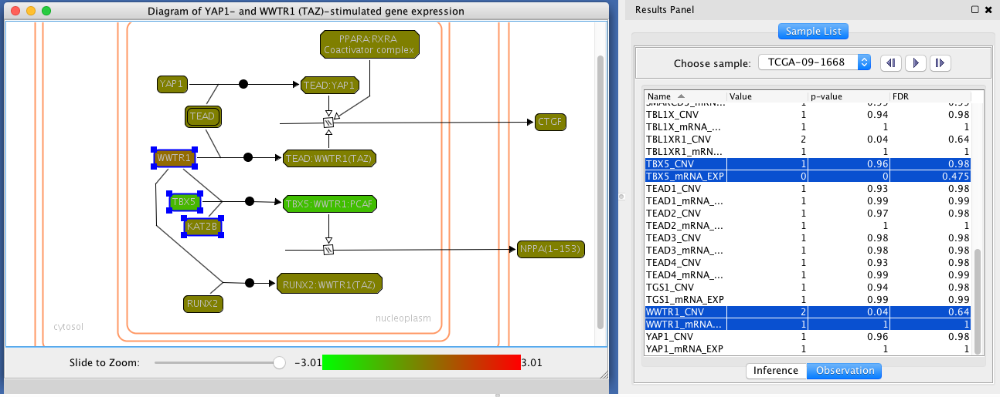 Diagram of YAP1- and WWTR1 (TAZ)-stimulated gene expression
PPARA:RXRA
Coactivator complex
YAP1
TEAD:YAP1
TEAD
CTGF
WWTR1
TEAD:WWTR1(TAZ)
TBX5
TBX5:WWTR1:PCAF
KAT2B
NPPA(1-153)
RUNX2:WWTR1(TAZ)
RUNX2
nucleoplasm
cytosol
Slide to Zoom:
-3.01
3.01
Results Panel
Sample List
Choose sample: TCGA-09-1668
Name Value p-value FDR
TBL1X_CNV 1 0.94 0.98
TBL1X_mRNA_... 1 1 1
TBL1XR1_CNV 2 0.04 0.64
TBL1XR1_mRN... 1 1 1
TBX5_CNV 1 0.96 0.98
TBX5_mRNA_EXP 0 0 0.475
TEAD1_CNV 1 0.93 0.98
TEAD1_mRNA_... 1 0.99 0.99
TEAD2_CNV 1 0.97 0.98
TEAD2_mRNA_... 1 1 1
TEAD3_CNV 1 0.98 0.98
TEAD3_mRNA_... 1 0.98 0.98
TEAD4_CNV 1 0.93 0.98
TEAD4_mRNA_... 1 0.99 0.99
TGS1_CNV 1 0.94 0.98
TGS1_mRNA_EXP 1 0.99 0.99
WWTR1_CNV 2 0.04 0.64
WWTR1_mRNA... 1 1 1
YAP1_CNV 1 0.96 0.98
YAP1_mRNA_EXP 1 1 1
Inference Observation